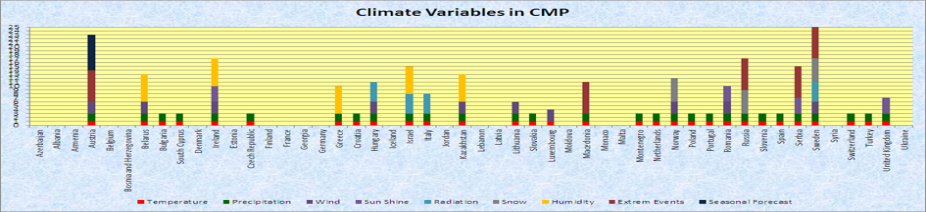 Climate Variables in CMP
Azerbaijan
Albania
Armenia
Austria
Belgium
Bosnia and Herzegovina
Belarus
Bulgaria
South Cyprus
Denmark
Ireland
Estonia
Czech Republic
Finland
France
Georgia
Germany
Greece
Croatia
Hungary
Iceland
Israel
Italy
Jordan
Kazakhstan
Lebanon
Latvia
Lithuania
Slovakia
Luxembourg
Moldova
Macedonia
Monaco
Malta
Montenegro
Netherlands
Norway
Poland
Portugal
Romania
Russia
Slovenia
Spain
Serbia
Sweden
Syria
Switzerland
Turkey
United Kingdom
Ukraine
Temperature Precipitation Wind Sun Shine Radiation Snow Humidity Extrem Events Seasonal Forecast